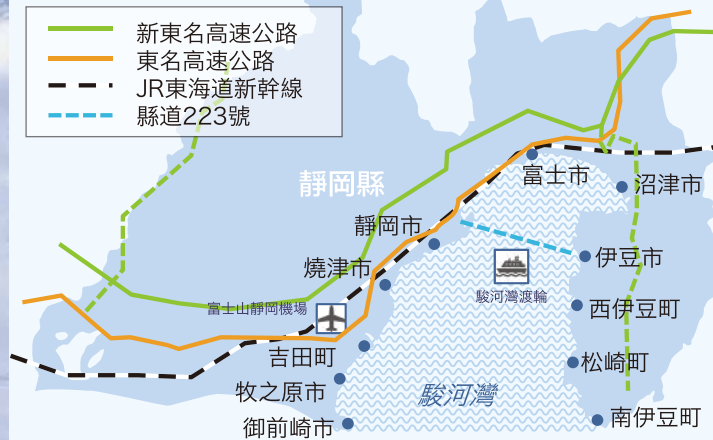 新東名高速公路
東名高速公路
JR東海道新幹線
縣道223號
靜岡縣
富士市
沼津市
靜岡市
伊豆市
燒津市
駿河灣渡輪
富士山靜岡機場
西伊豆町
吉田町
松崎町
牧之原市
駿河灣
南伊豆町
御前崎市